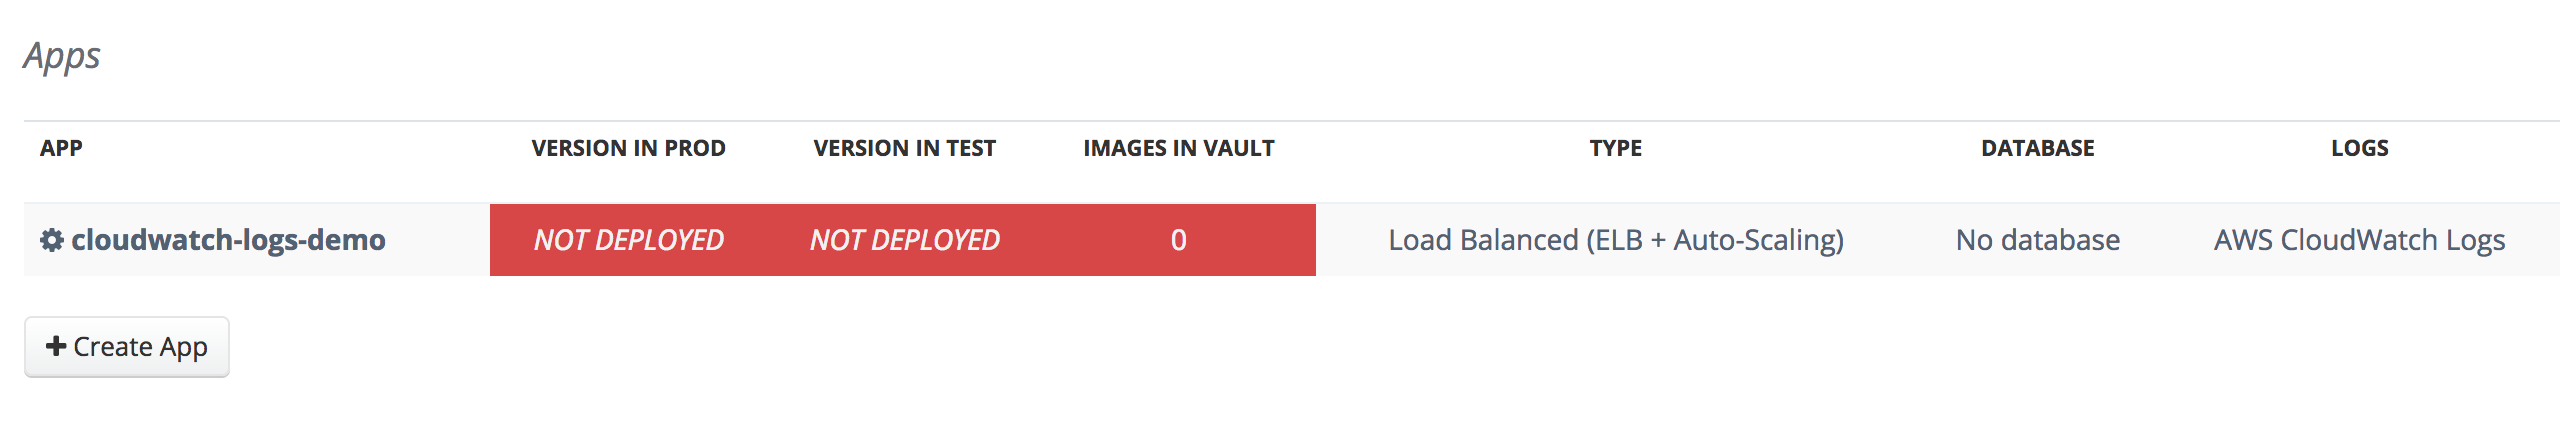 Apps
APP VERSION IN PROD VERSION IN TEST IMAGES IN VAULT TYPE DATABASE LOGS
cloudwatch-logs-demo NOT DEPLOYED NOT DEPLOYED 0 Load Balanced (ELB + Auto-Scaling) No database AWS CloudWatch Logs
Create App